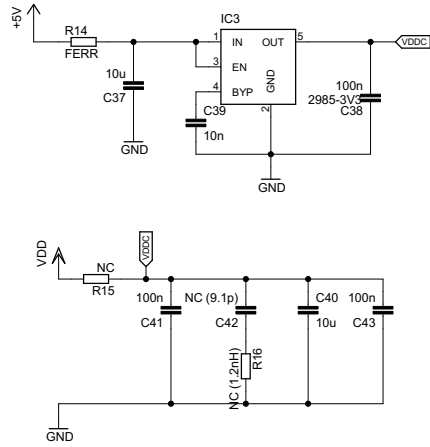 +5V
R14
FERR
10u
C37
GND
IC3
1 IN OUT 5
3 EN
4 BYP
GND
2
C39
10n
VDDC
100n
2985-3V3
C38
GND
VDD
NC
R15
VDDC
100n
C41
NC (9.1p)
C42
NC (1.2nH)
R16
C40
10u
100n
C43
GND